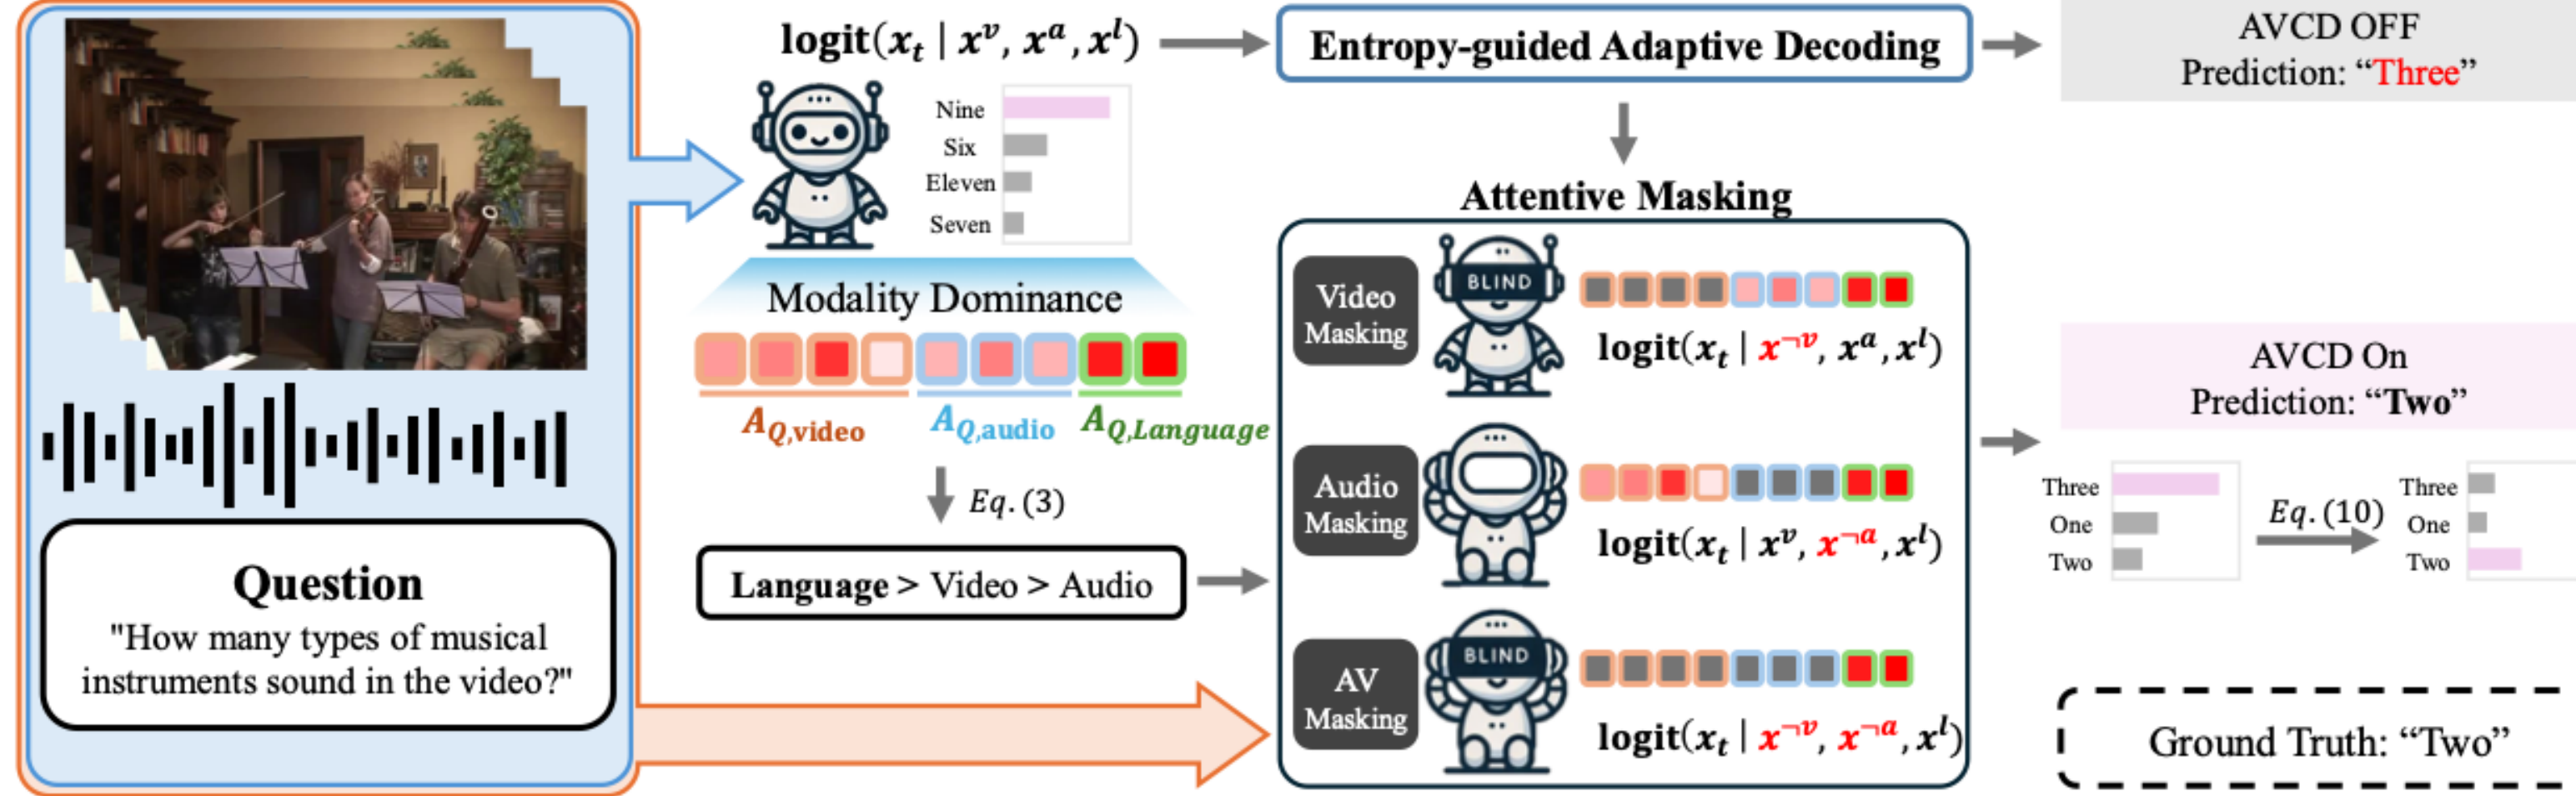 logit(x_t | x^v, x^a, x^l)
Entropy-guided Adaptive Decoding
AVCD OFF
Prediction: “Three”
Nine
Six
Eleven
Seven
Modality Dominance
A_Q,video
A_Q,audio
A_Q,Language
Eq. (3)
Language > Video > Audio
Question
"How many types of musical
instruments sound in the video?"
Attentive Masking
Video
Masking
BLIND
logit(x_t | x^¬v, x^a, x^l)
Audio
Masking
logit(x_t | x^v, x^¬a, x^l)
AV
Masking
BLIND
logit(x_t | x^¬v, x^¬a, x^l)
AVCD On
Prediction: “Two”
Three
One
Two
Eq. (10)
Three
One
Two
Ground Truth: “Two”